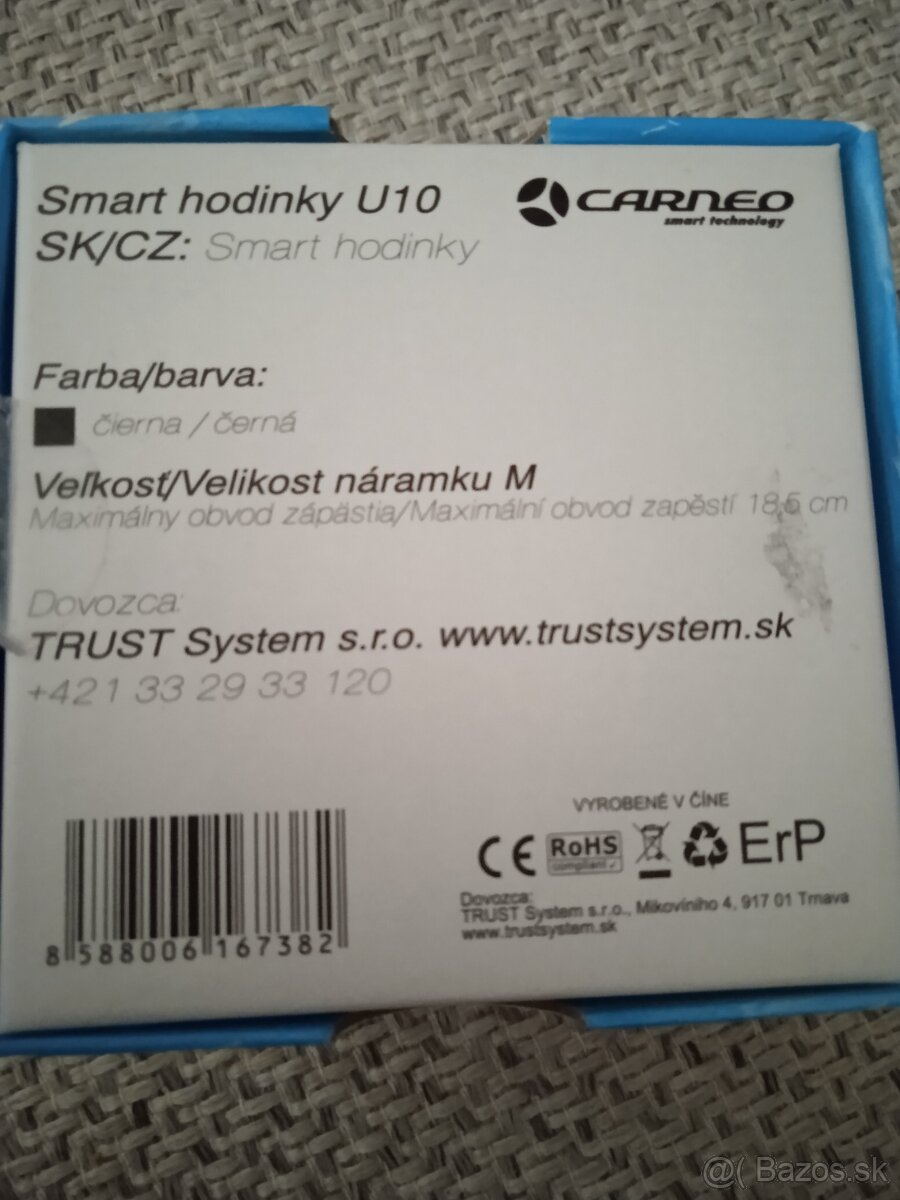 Smart hodinky U10
CARNEO
smart technology
SK/CZ: Smart hodinky
Farba/barva:
čierna / černá
Veľkosť/Velikost náramku M
Maximálny obvod zápästia/Maximální obvod zapěstí 18,5 cm
Dovozca:
TRUST System s.r.o. www.trustsystem.sk
+421 33 29 33 120
VYROBENÉ V ČÍNE
CE RoHS ErP
compliant
8 588006 167382
Dovozca:
TRUST System s.r.o., Mikovíniho 4, 917 01 Trnava
www.trustsystem.sk
@( Bazos.sk